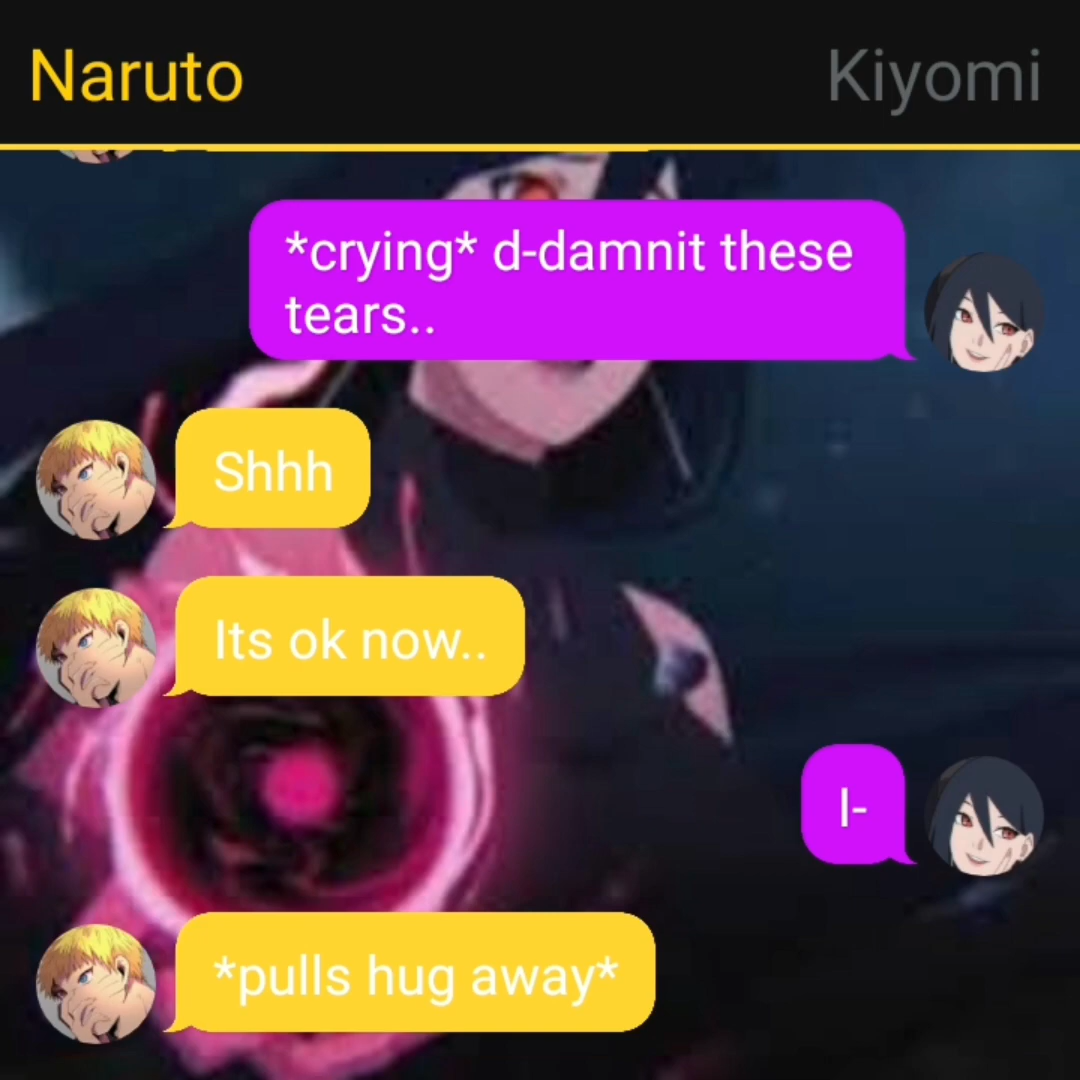 Naruto
Kiyomi
*crying* d-damnit these
tears..
Shhh
Its ok now..
I-
*pulls hug away*